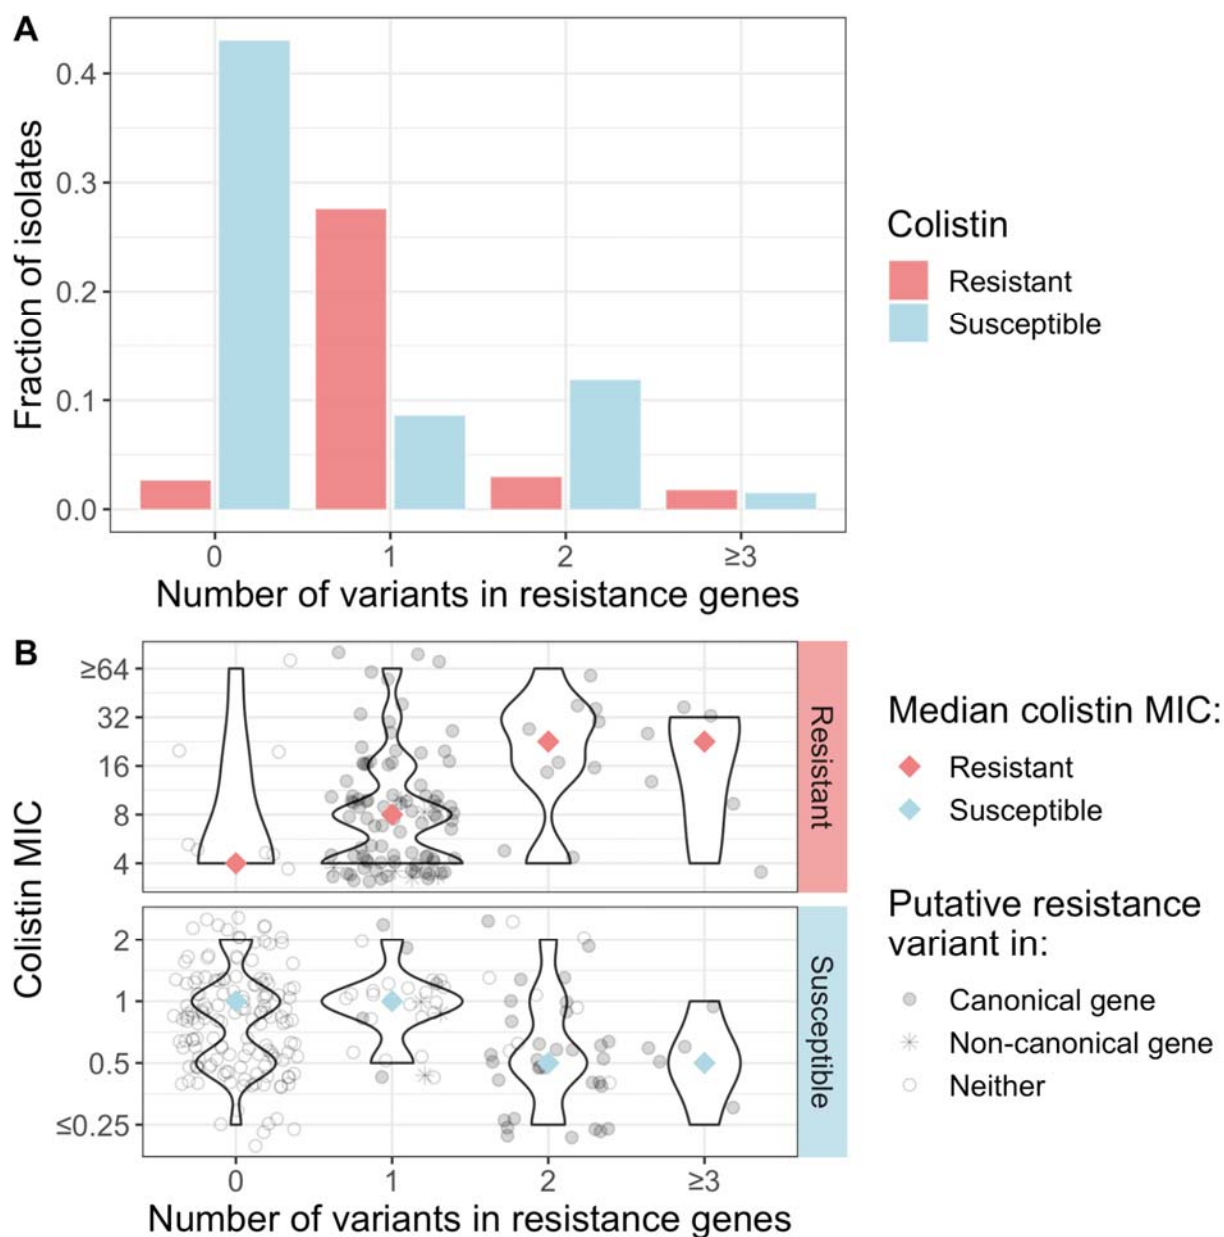 A
Fraction of isolates
0.4
0.3
0.2
0.1
0.0
0
1
2
≥3
Number of variants in resistance genes
Colistin
Resistant
Susceptible
B
Colistin MIC
≥64
32
16
8
4
Resistant
2
1
0.5
≤0.25
Susceptible
0
1
2
≥3
Number of variants in resistance genes
Median colistin MIC:
Resistant
Susceptible
Putative resistance
variant in:
Canonical gene
Non-canonical gene
Neither